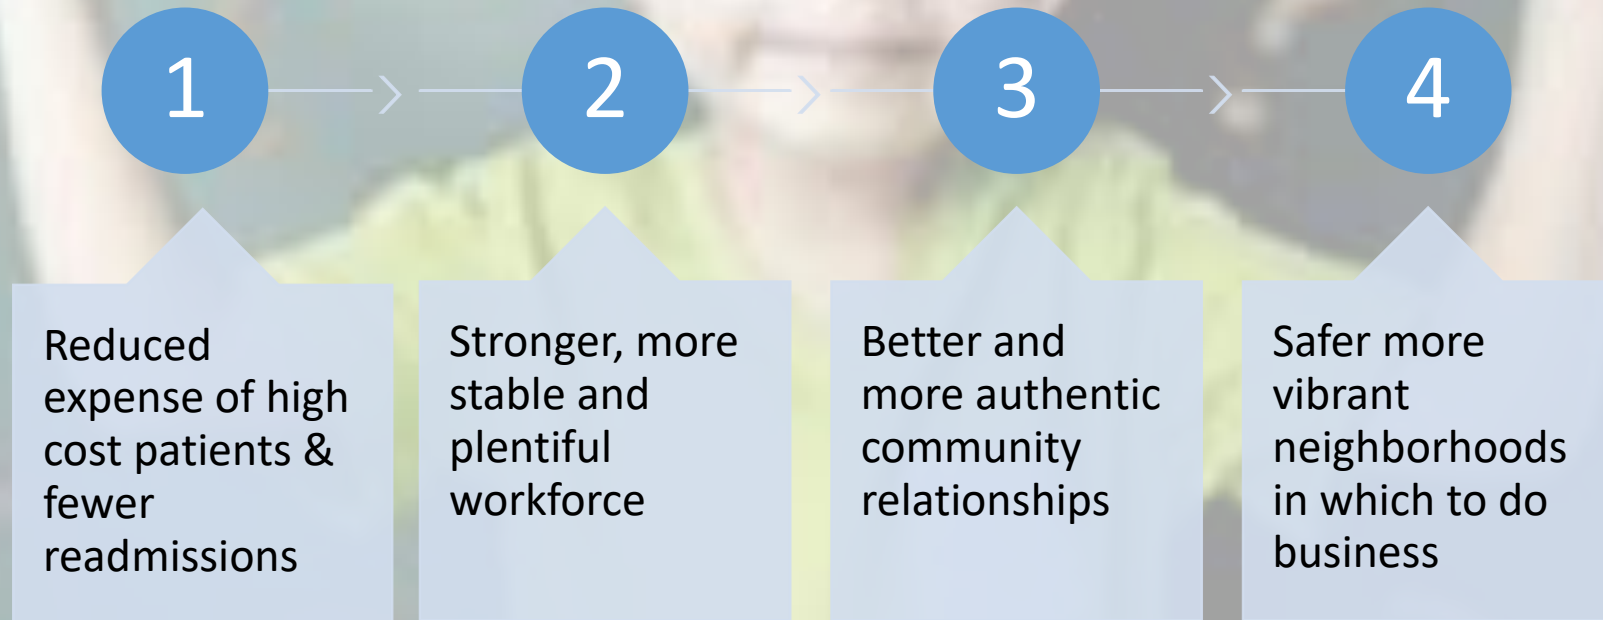 1
2
3
4
Reduced
expense of high
cost patients &
fewer
readmissions
Stronger, more
stable and
plentiful
workforce
Better and
more authentic
community
relationships
Safer more
vibrant
neighborhoods
in which to do
business